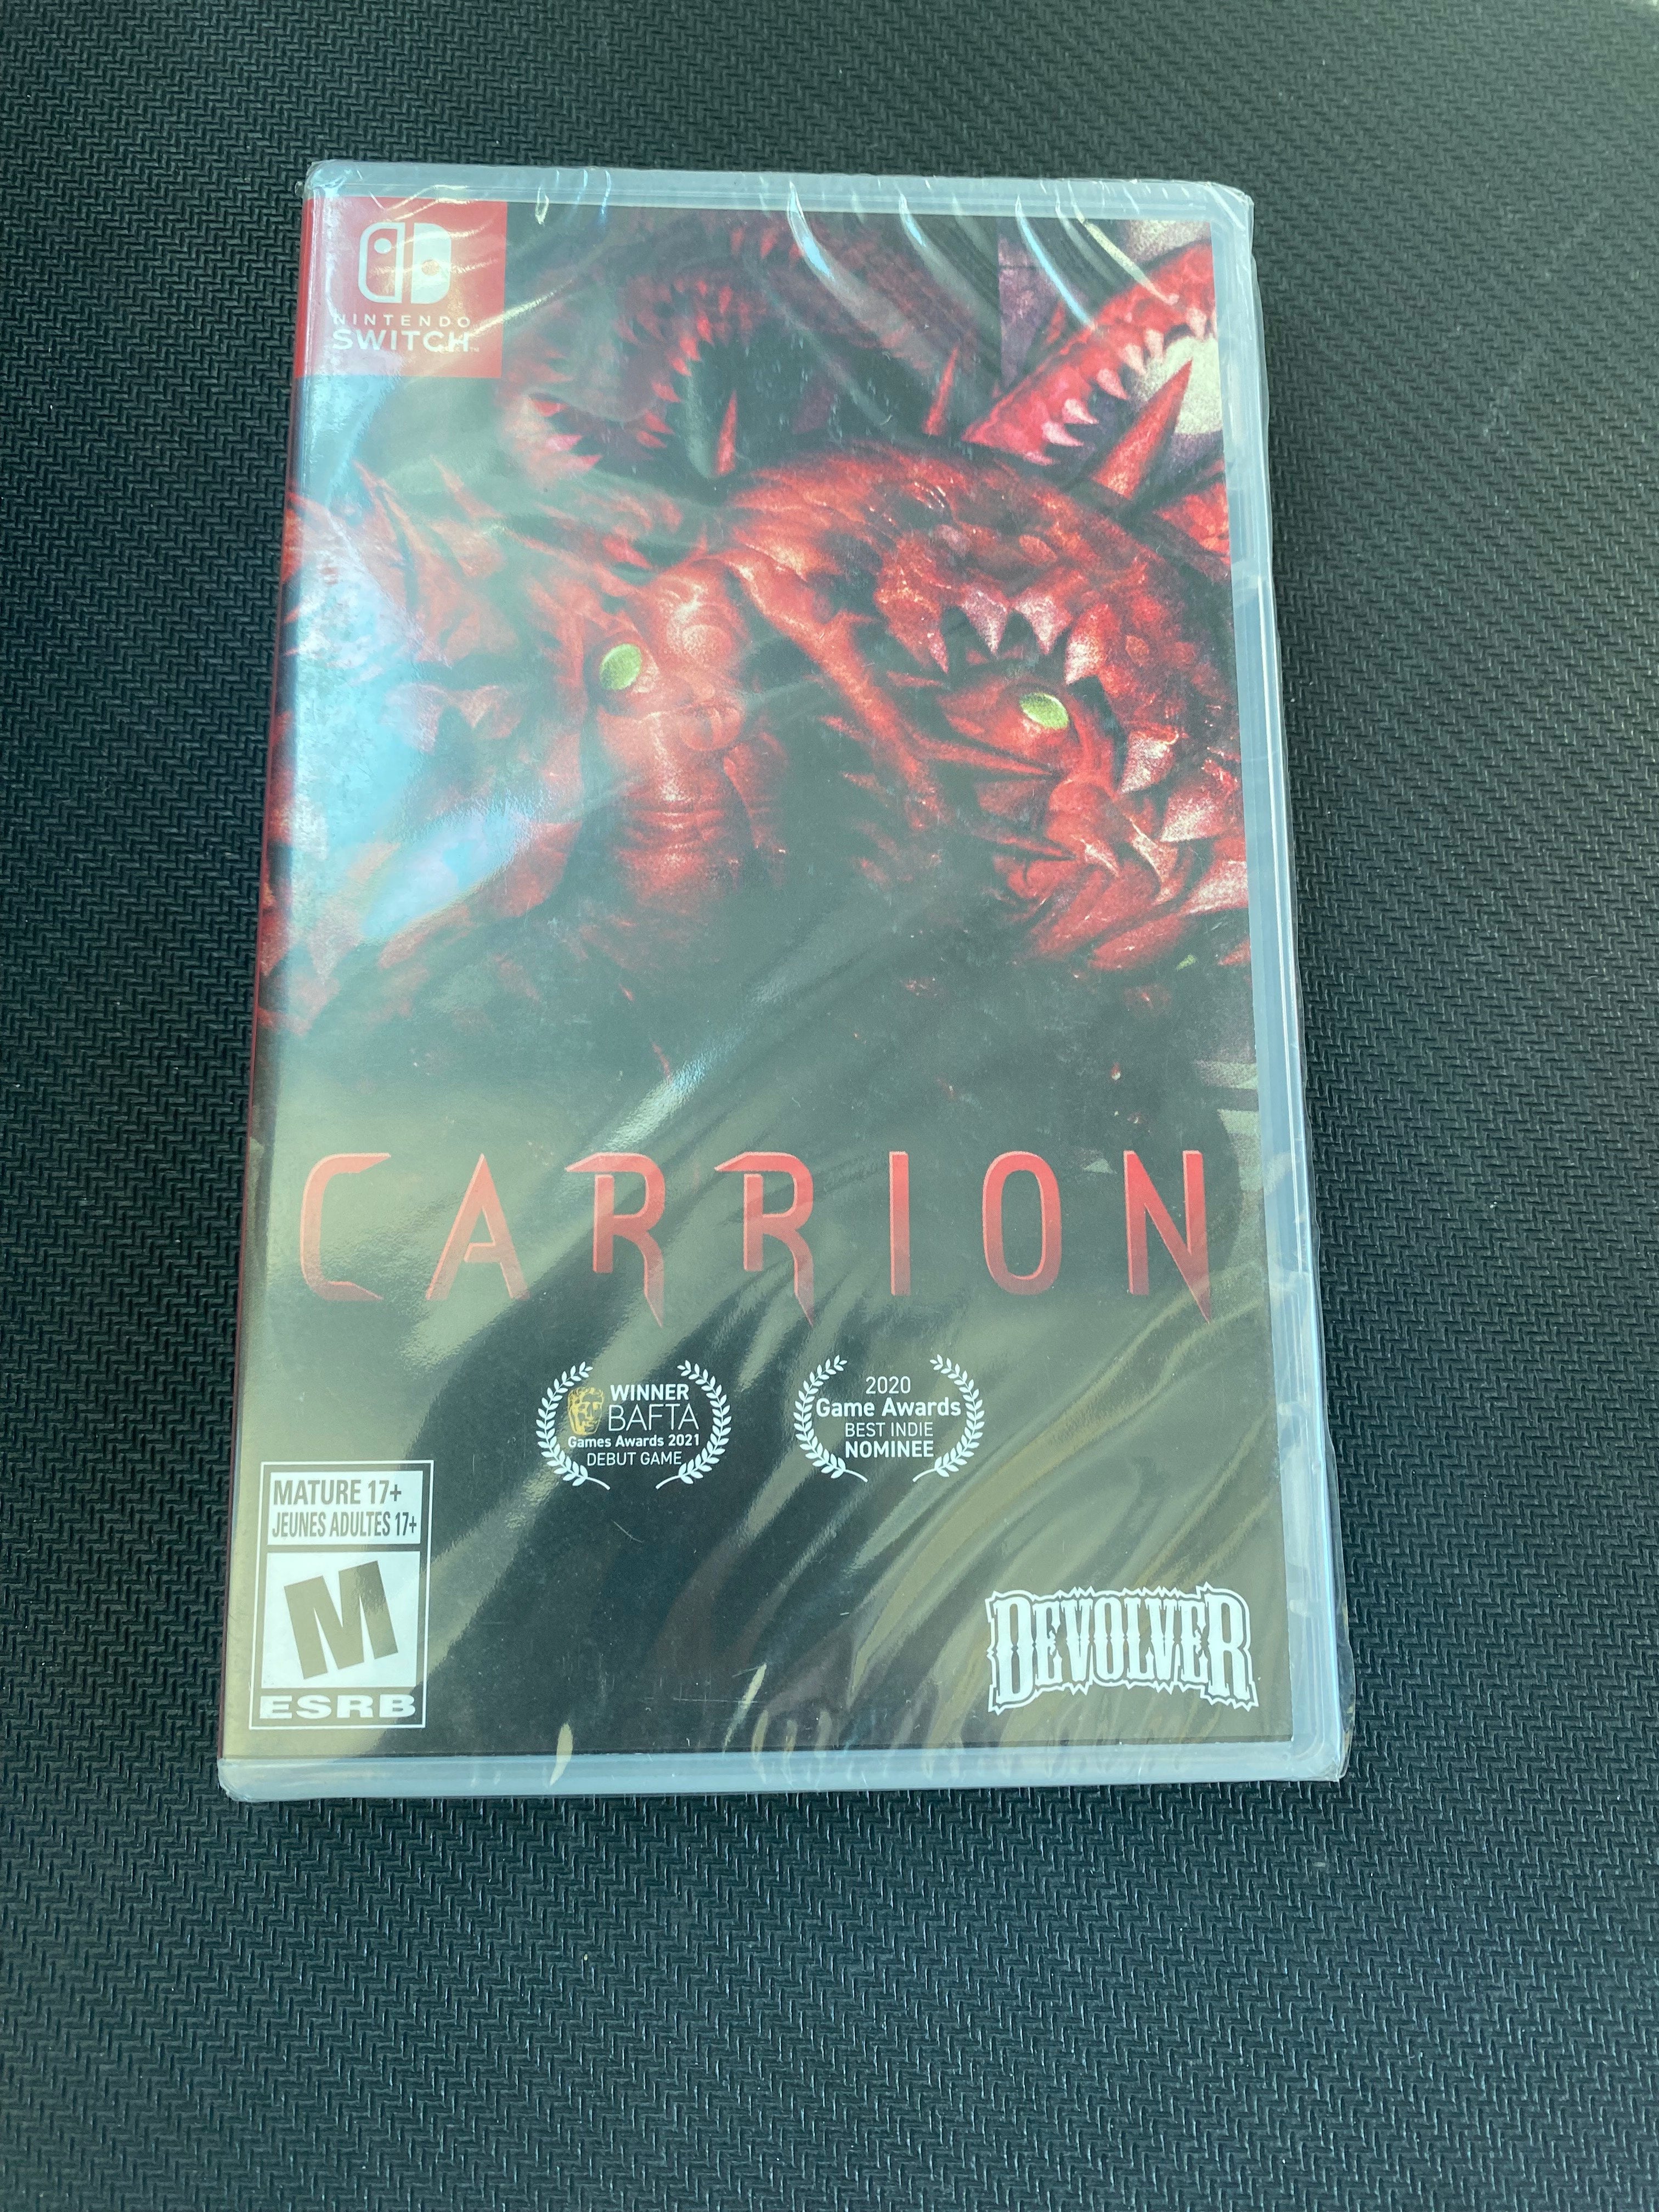 NINTENDO
SWITCH™
CARRION
WINNER
BAFTA
Games Awards 2021
DEBUT GAME
2020
Game Awards
BEST INDIE
NOMINEE
MATURE 17+
JEUNES ADULTES 17+
M
ESRB
DEVOLVER